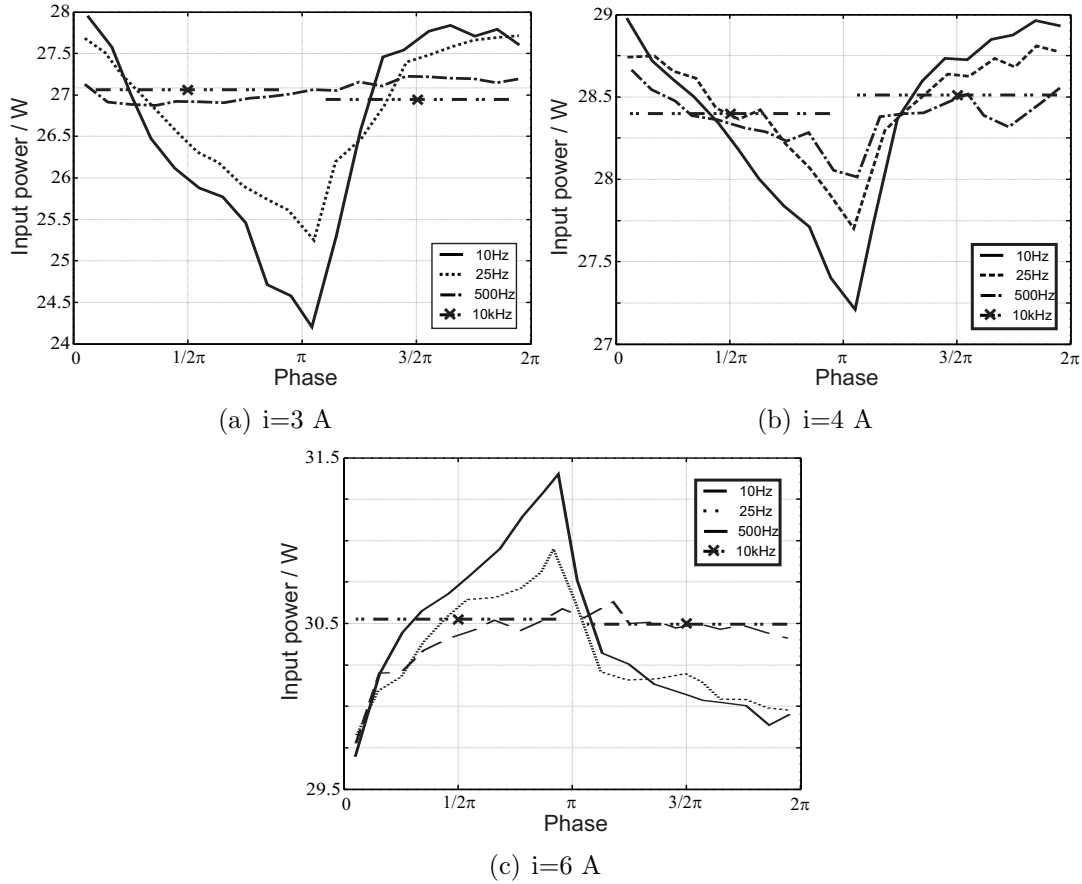 Input power / W
28
27.5
27
26.5
26
25.5
25
24.5
24
0
1/2π
π
3/2π
2π
Phase
10Hz
25Hz
500Hz
10kHz
(a) i=3 A
Input power / W
29
28.5
28
27.5
27
0
1/2π
π
3/2π
2π
Phase
10Hz
25Hz
500Hz
10kHz
(b) i=4 A
Input power / W
31.5
30.5
29.5
0
1/2π
π
3/2π
2π
Phase
10Hz
25Hz
500Hz
10kHz
(c) i=6 A